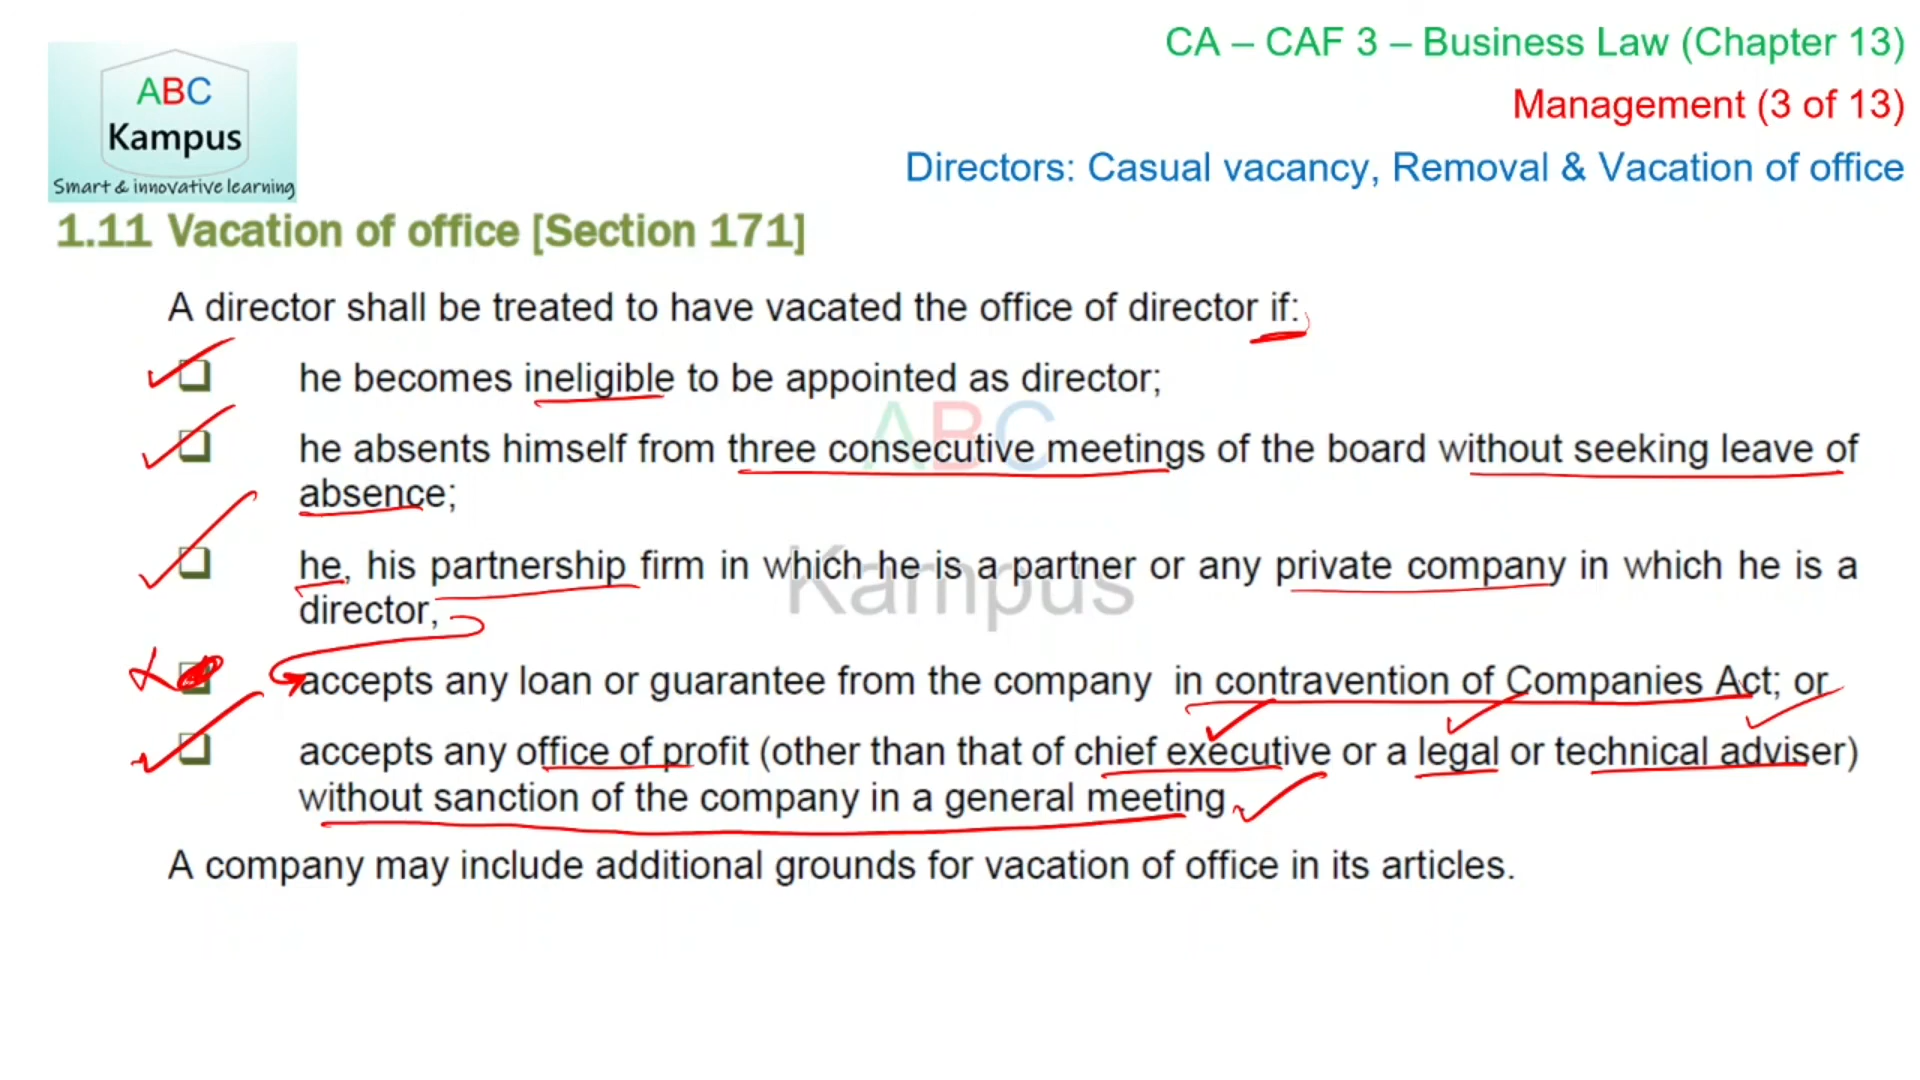 CA – CAF 3 – Business Law (Chapter 13)
Management (3 of 13)
Directors: Casual vacancy, Removal & Vacation of office
ABC
Kampus
Smart & innovative learning
1.11 Vacation of office [Section 171]
A director shall be treated to have vacated the office of director if:
he becomes ineligible to be appointed as director;
he absents himself from three consecutive meetings of the board without seeking leave of
absence;
he, his partnership firm in which he is a partner or any private company in which he is a
director,
accepts any loan or guarantee from the company in contravention of Companies Act; or
accepts any office of profit (other than that of chief executive or a legal or technical adviser)
without sanction of the company in a general meeting
A company may include additional grounds for vacation of office in its articles.
ABC
Kampus